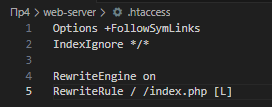 Пр4 > web-server > .htaccess
1 Options +FollowSymLinks
2 IndexIgnore */*
3
4 RewriteEngine on
5 RewriteRule / /index.php [L]